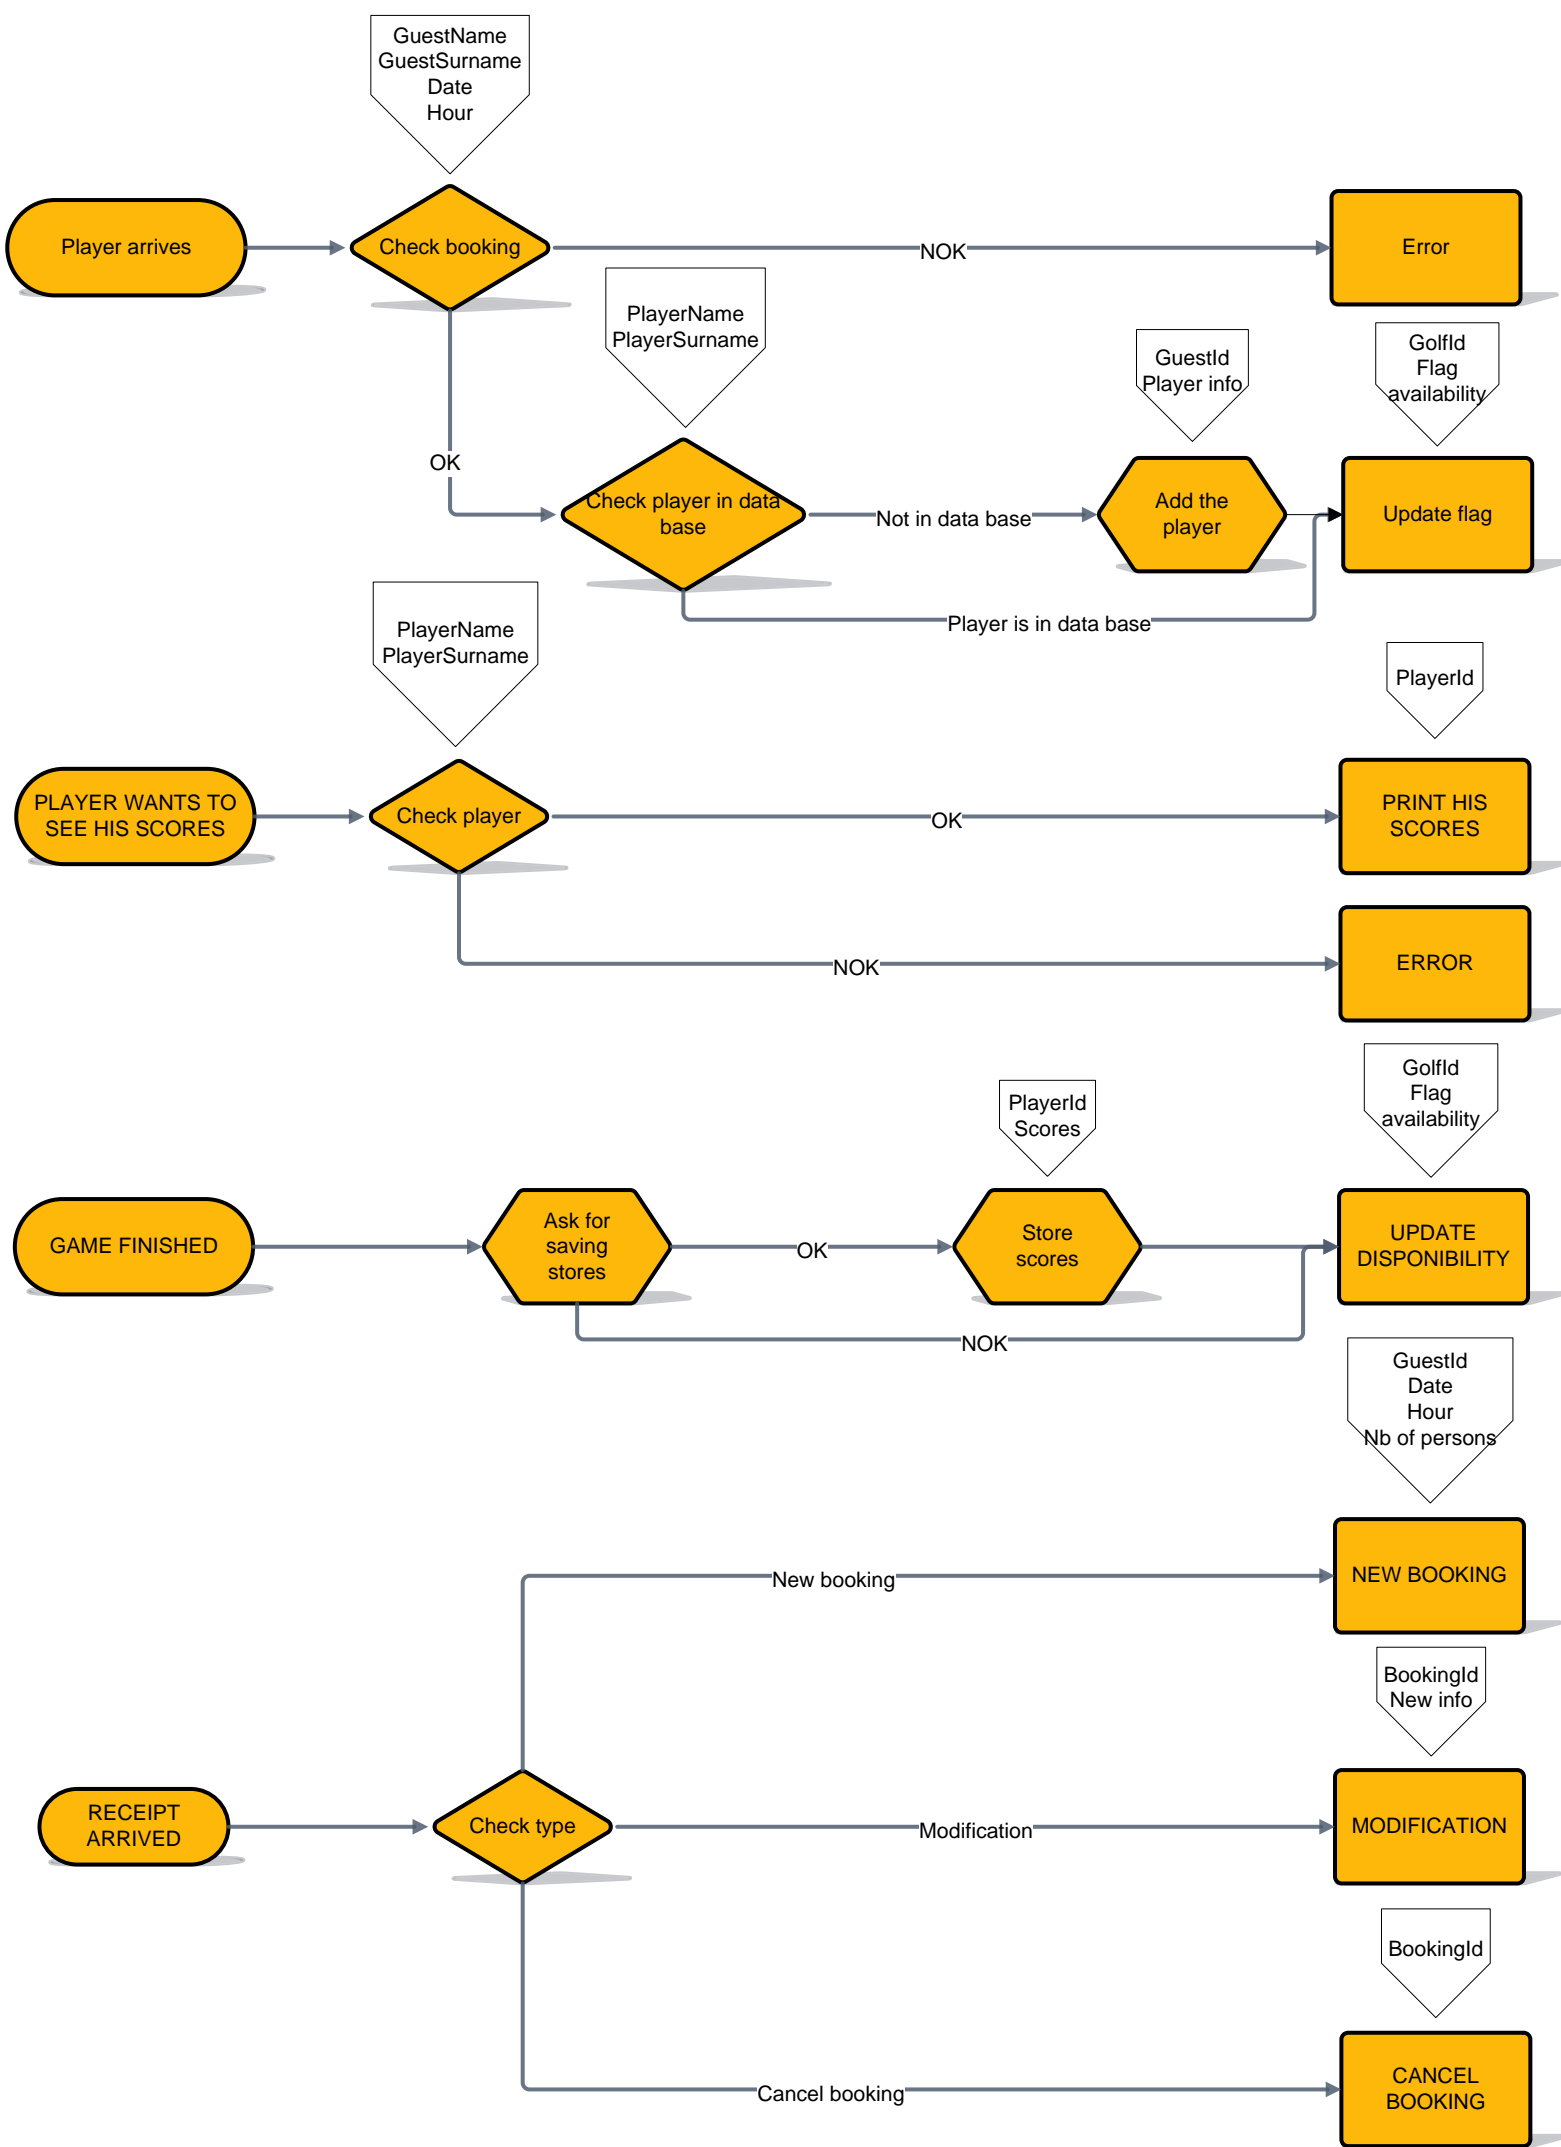 GuestName
GuestSurname
Date
Hour
Player arrives
Check booking
NOK
Error
PlayerName
PlayerSurname
GuestId
Player info
GolfId
Flag
availability
OK
Check player in data
base
Not in data base
Add the
player
Update flag
Player is in data base
PlayerName
PlayerSurname
PlayerId
PLAYER WANTS TO
SEE HIS SCORES
Check player
OK
PRINT HIS
SCORES
NOK
ERROR
PlayerId
Scores
GolfId
Flag
availability
GAME FINISHED
Ask for
saving
stores
OK
Store
scores
UPDATE
DISPONIBILITY
NOK
GuestId
Date
Hour
Nb of persons
New booking
NEW BOOKING
BookingId
New info
RECEIPT
ARRIVED
Check type
Modification
MODIFICATION
BookingId
Cancel booking
CANCEL
BOOKING